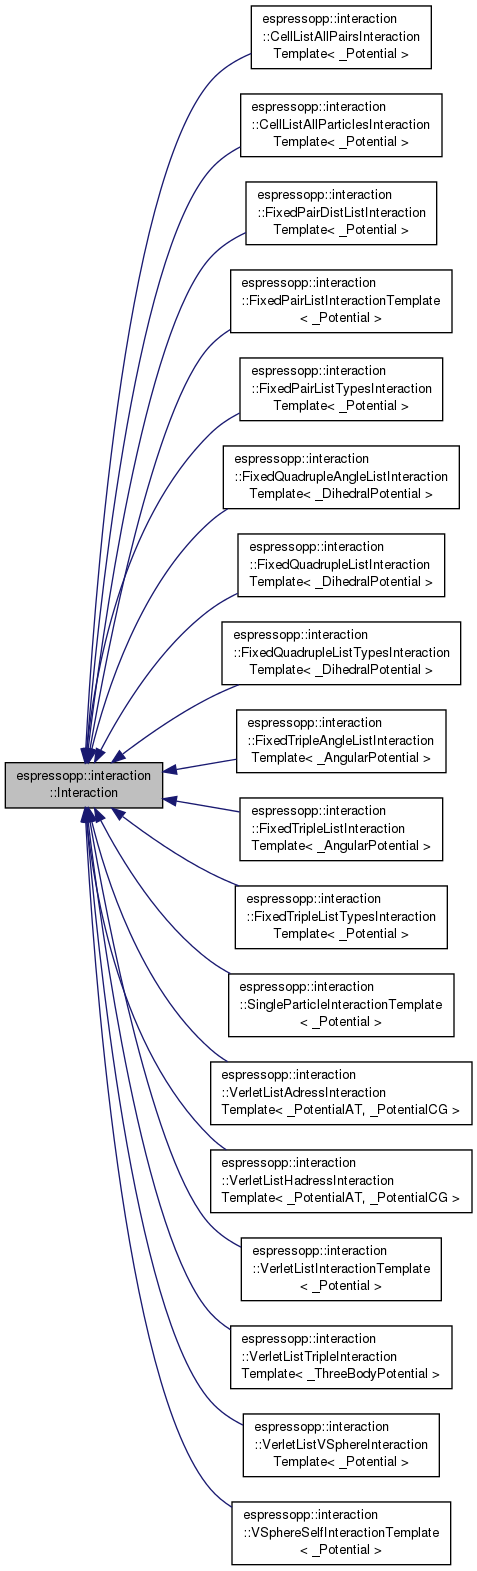 espressopp::interaction
::CellListAllPairsInteraction
Template< _Potential >
espressopp::interaction
::CellListAllParticlesInteraction
Template< _Potential >
espressopp::interaction
::FixedPairDistListInteraction
Template< _Potential >
espressopp::interaction
::FixedPairListInteractionTemplate
< _Potential >
espressopp::interaction
::FixedPairListTypesInteraction
Template< _Potential >
espressopp::interaction
::FixedQuadrupleAngleListInteraction
Template< _DihedralPotential >
espressopp::interaction
::FixedQuadrupleListInteraction
Template< _DihedralPotential >
espressopp::interaction
::FixedQuadrupleListTypesInteraction
Template< _DihedralPotential >
espressopp::interaction
::FixedTripleAngleListInteraction
Template< _AngularPotential >
espressopp::interaction
::Interaction
espressopp::interaction
::FixedTripleListInteraction
Template< _AngularPotential >
espressopp::interaction
::FixedTripleListTypesInteraction
Template< _Potential >
espressopp::interaction
::SingleParticleInteractionTemplate
< _Potential >
espressopp::interaction
::VerletListAdressInteraction
Template< _PotentialAT, _PotentialCG >
espressopp::interaction
::VerletListHadressInteraction
Template< _PotentialAT, _PotentialCG >
espressopp::interaction
::VerletListInteractionTemplate
< _Potential >
espressopp::interaction
::VerletListTripleInteraction
Template< _ThreeBodyPotential >
espressopp::interaction
::VerletListVSphereInteraction
Template< _Potential >
espressopp::interaction
::VSphereSelfInteractionTemplate
< _Potential >